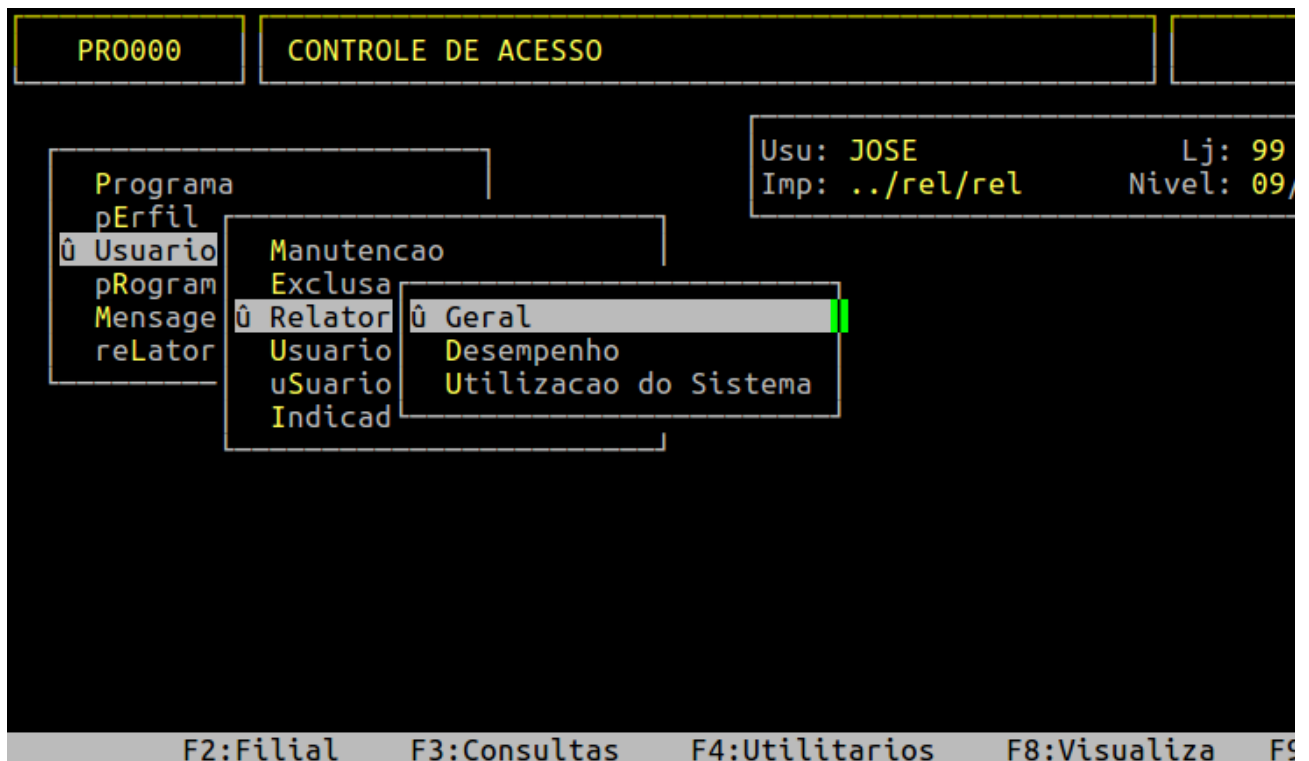 PRO000 CONTROLE DE ACESSO
Usu: JOSE Lj: 99
Imp: ../rel/rel Nivel: 09/
Programa
pErfil
û Usuario
pRogram
Mensage
reLator
Manutencao
Exclusa
û Relator
Usuario
uSuario
Indicad
û Geral
Desempenho
Utilizacao do Sistema
F2:Filial F3:Consultas F4:Utilitarios F8:Visualiza F9